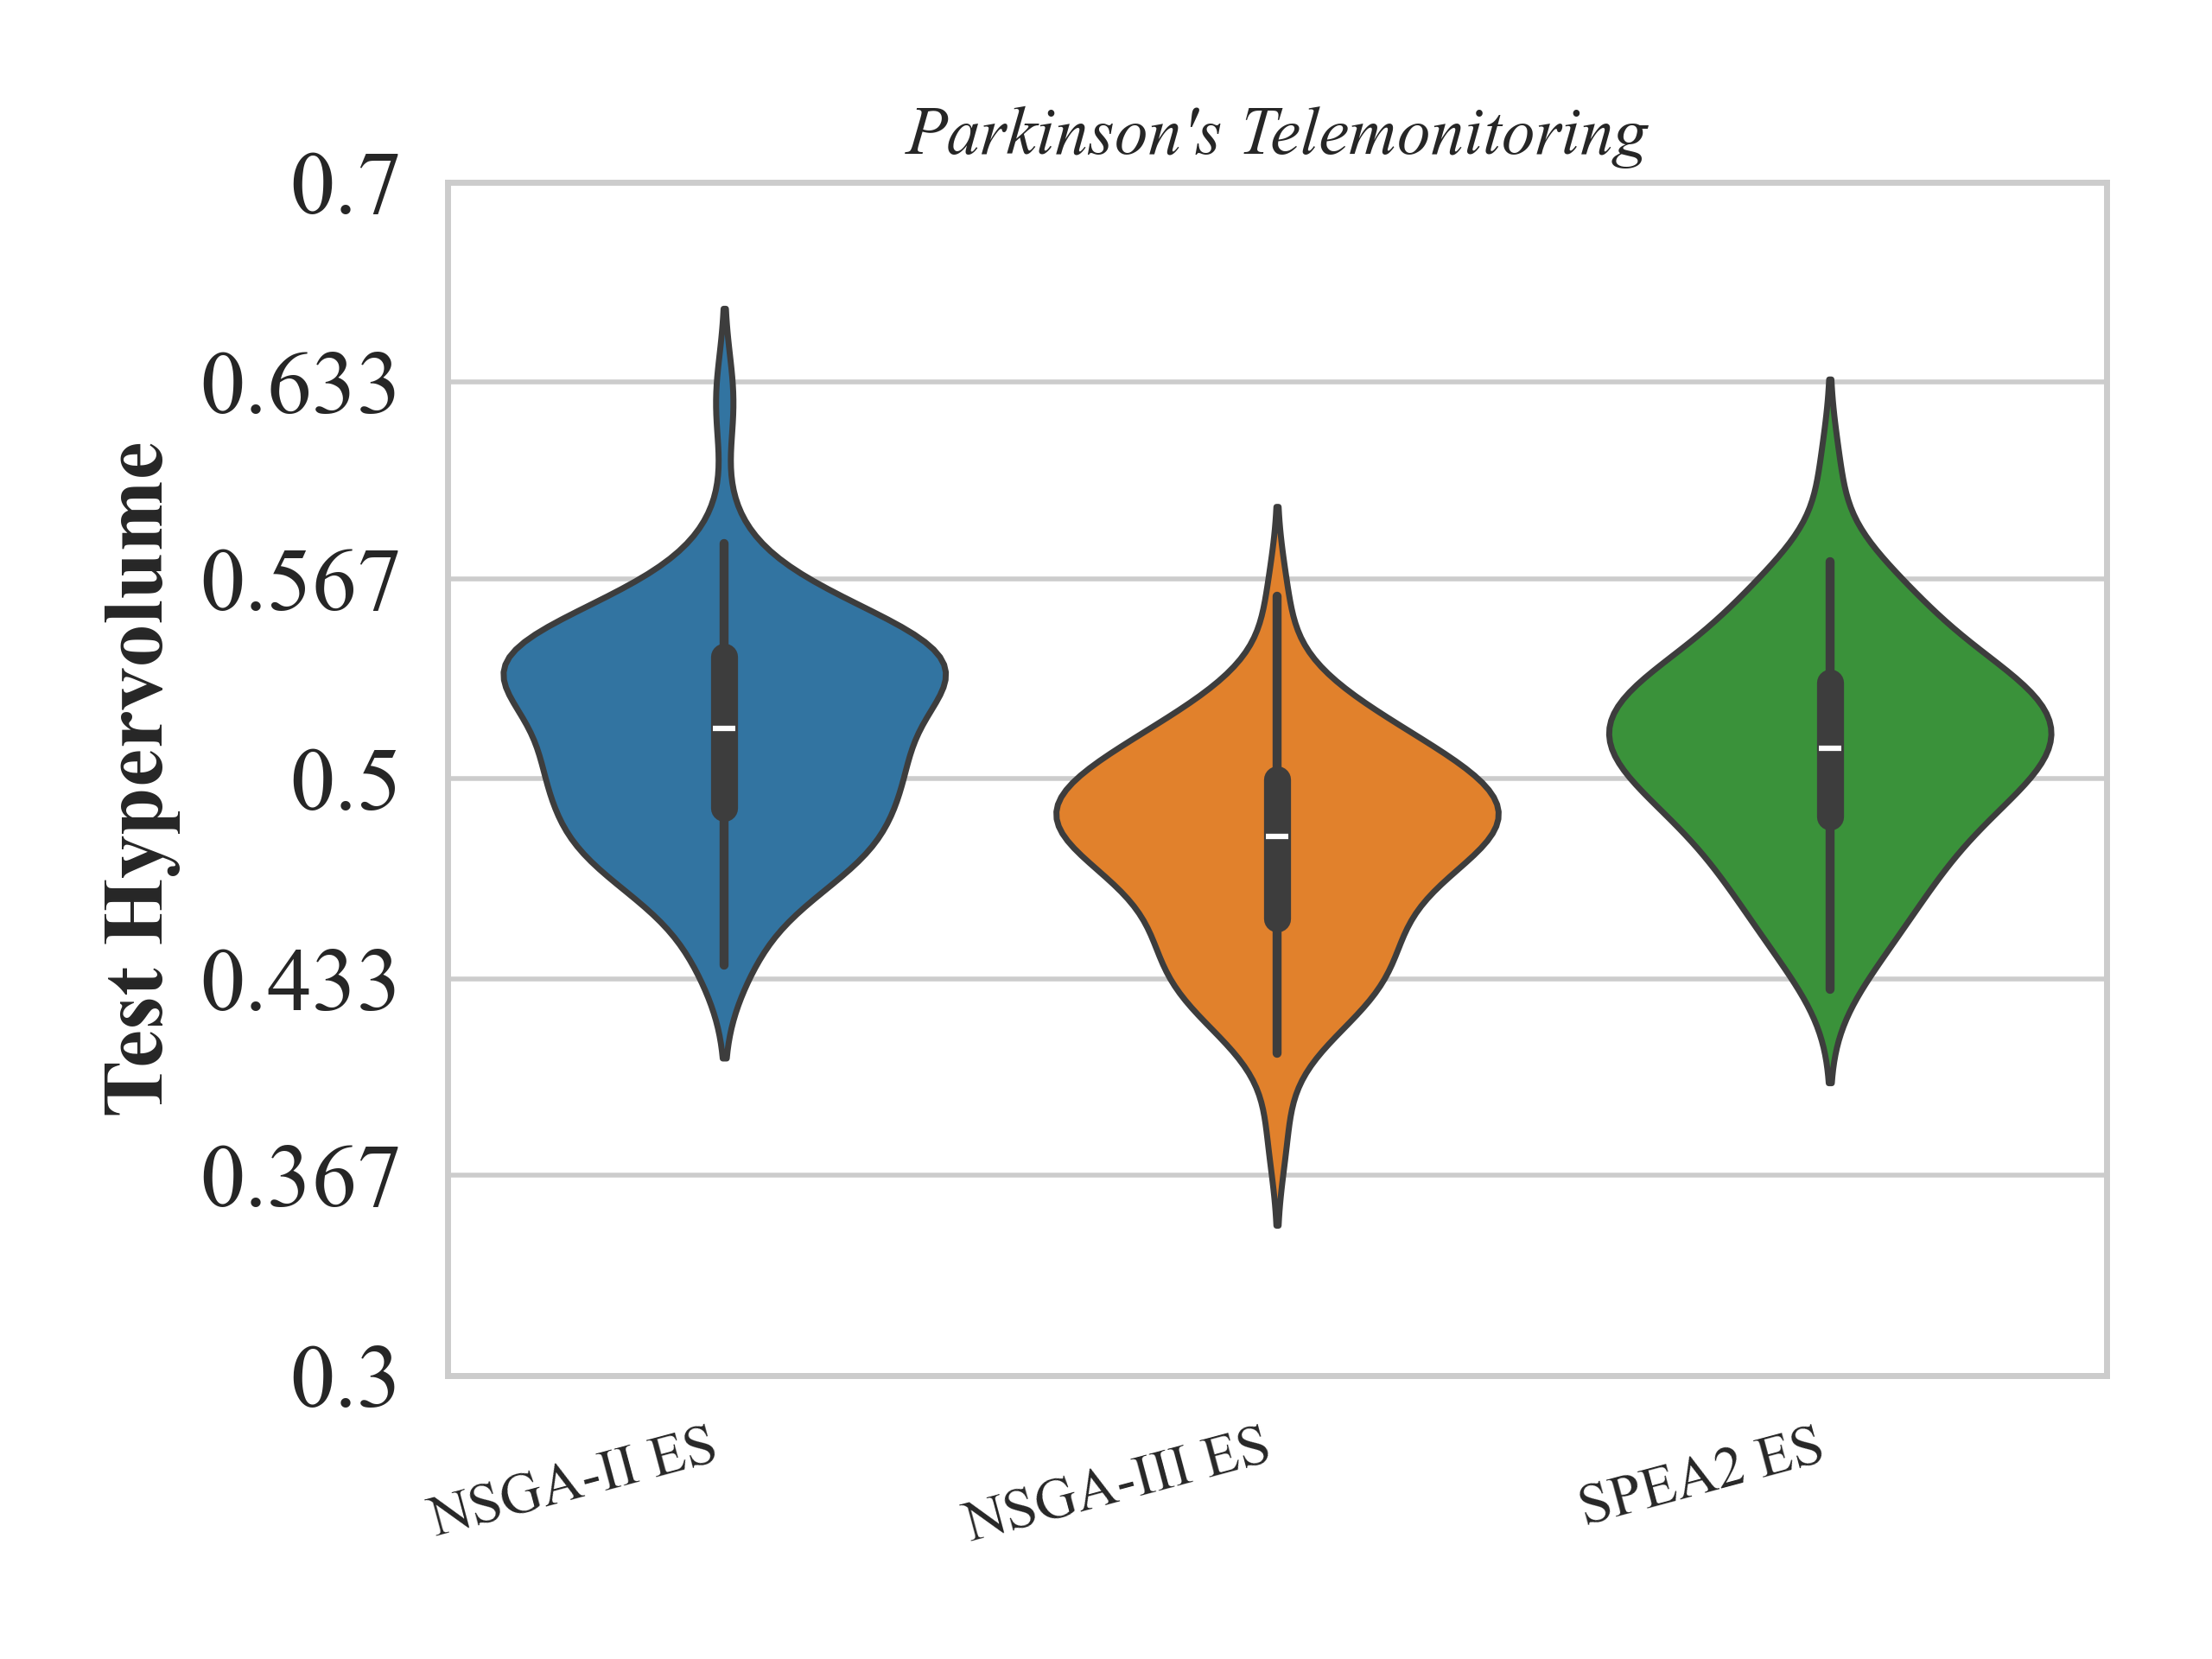 Parkinson's Telemonitoring
Test Hypervolume
0.7
0.633
0.567
0.5
0.433
0.367
0.3
NSGA-II ES
NSGA-III ES
SPEA2 ES